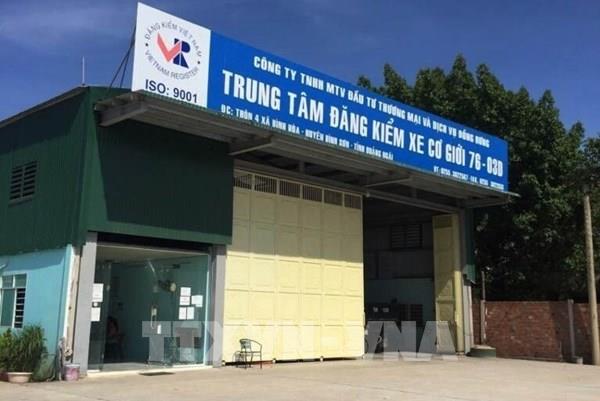 ĐĂNG KIỂM VIỆT NAM
VR
VIETNAM REGISTER
ISO: 9001
CÔNG TY TNHH MTV ĐẦU TƯ THƯƠNG MẠI VÀ DỊCH VỤ ĐỒNG HƯNG
TRUNG TÂM ĐĂNG KIỂM XE CƠ GIỚI 76 - 03D
ĐC: THÔN 4 XÃ BÌNH HÒA - HUYỆN BÌNH SƠN - TỈNH QUẢNG NGÃI
TTXVN - VNA